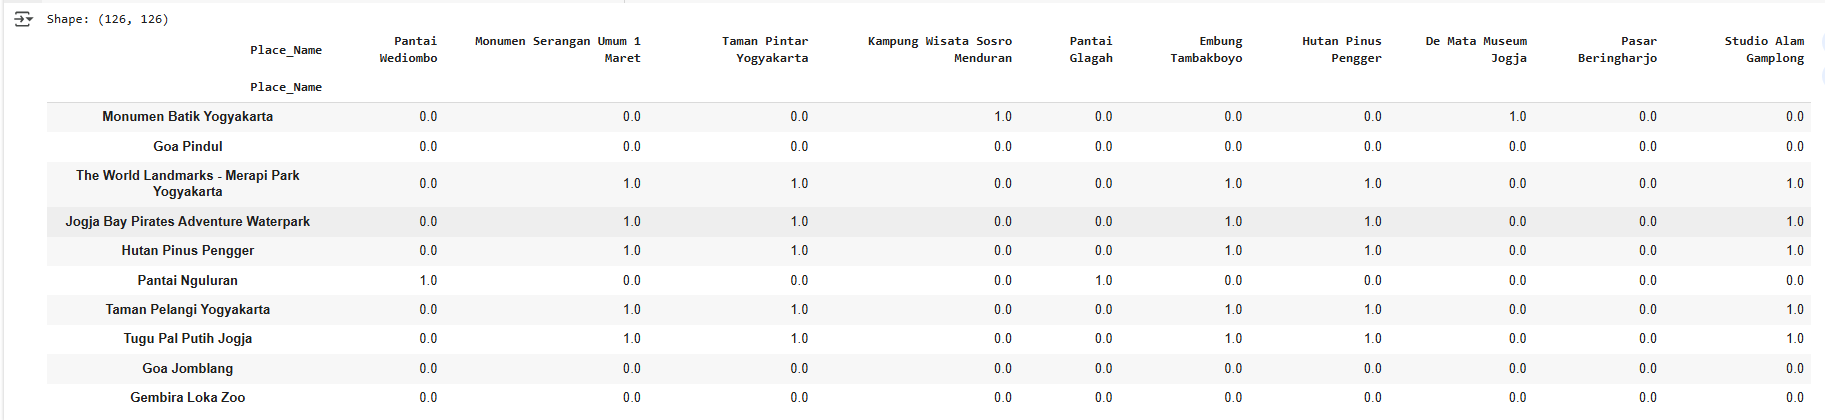 Shape: (126, 126)
Place_Name Pantai Wediombo Monumen Serangan Umum 1 Maret Taman Pintar Yogyakarta Kampung Wisata Sosro Menduran Pantai Glagah Embung Tambakboyo Hutan Pinus Pengger De Mata Museum Jogja Pasar Beringharjo Studio Alam Gamplong
Place_Name
Monumen Batik Yogyakarta 0.0 0.0 0.0 1.0 0.0 0.0 0.0 1.0 0.0 0.0
Goa Pindul 0.0 0.0 0.0 0.0 0.0 0.0 0.0 0.0 0.0 0.0
The World Landmarks - Merapi Park Yogyakarta 0.0 1.0 1.0 0.0 0.0 1.0 1.0 0.0 0.0 1.0
Jogja Bay Pirates Adventure Waterpark 0.0 1.0 1.0 0.0 0.0 1.0 1.0 0.0 0.0 1.0
Hutan Pinus Pengger 0.0 1.0 1.0 0.0 0.0 1.0 1.0 0.0 0.0 1.0
Pantai Nguluran 1.0 0.0 0.0 0.0 1.0 0.0 0.0 0.0 0.0 0.0
Taman Pelangi Yogyakarta 0.0 1.0 1.0 0.0 0.0 1.0 1.0 0.0 0.0 1.0
Tugu Pal Putih Jogja 0.0 1.0 1.0 0.0 0.0 1.0 1.0 0.0 0.0 1.0
Goa Jomblang 0.0 0.0 0.0 0.0 0.0 0.0 0.0 0.0 0.0 0.0
Gembira Loka Zoo 0.0 0.0 0.0 0.0 0.0 0.0 0.0 0.0 0.0 0.0